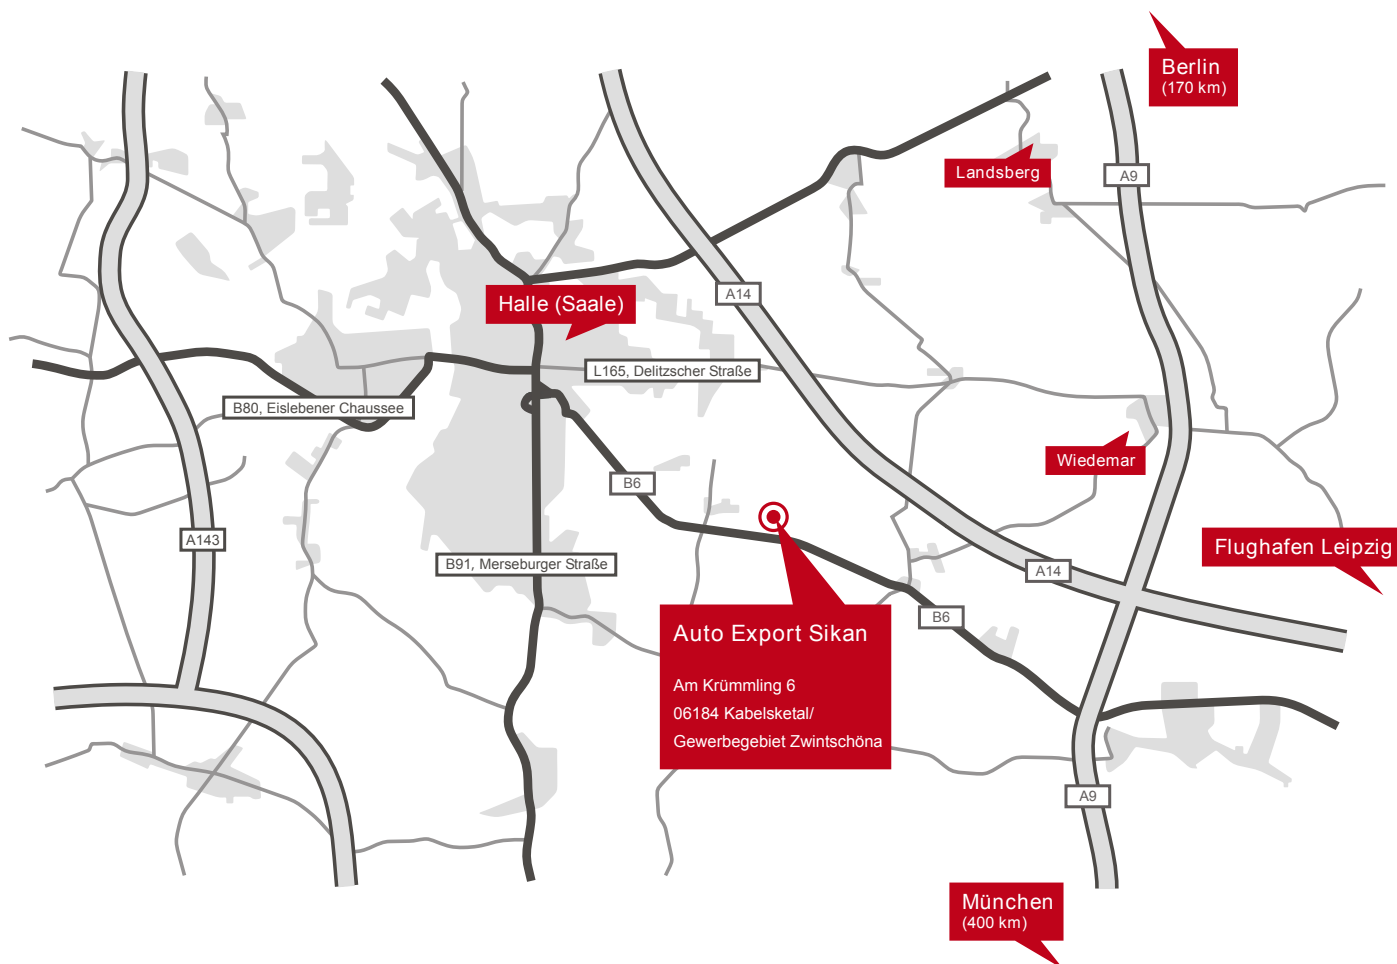 Berlin
(170 km)
Landsberg
A9
A14
Halle (Saale)
L165, Delitzscher Straße
B80, Eislebener Chaussee
Wiedemar
B6
A143
Flughafen Leipzig
B91, Merseburger Straße
A14
B6
Auto Export Sikan
Am Krümmling 6
06184 Kabelsketal/
Gewerbegebiet Zwintschöna
A9
München
(400 km)